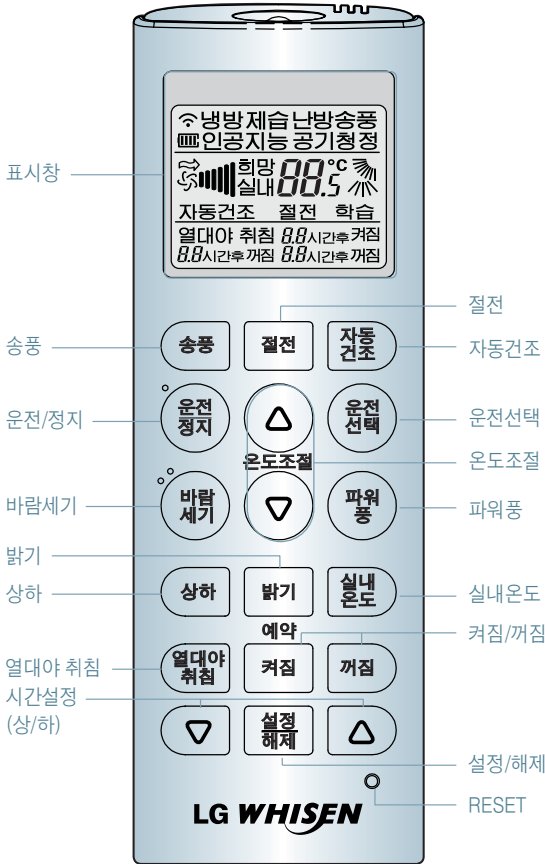 냉방 제습 난방 송풍
인공지능 공기청정
희망
실내 88.5 °C
자동건조 절전 학습
열대야 취침 8.8시간후 켜짐
8.8시간후 꺼짐 8.8시간후 꺼짐
표시창
절전
송풍
송풍 절전 자동
건조
자동건조
운전/정지
운전
정지
운전
선택
운전선택
온도조절
온도조절
바람세기
바람
세기
파워
풍
파워풍
밝기
상하
상하 밝기 실내
온도
실내온도
예약
켜짐/꺼짐
열대야 취침
열대야
취침
켜짐 꺼짐
시간설정
(상/하)
설정
해제
설정/해제
RESET
LG WHISEN